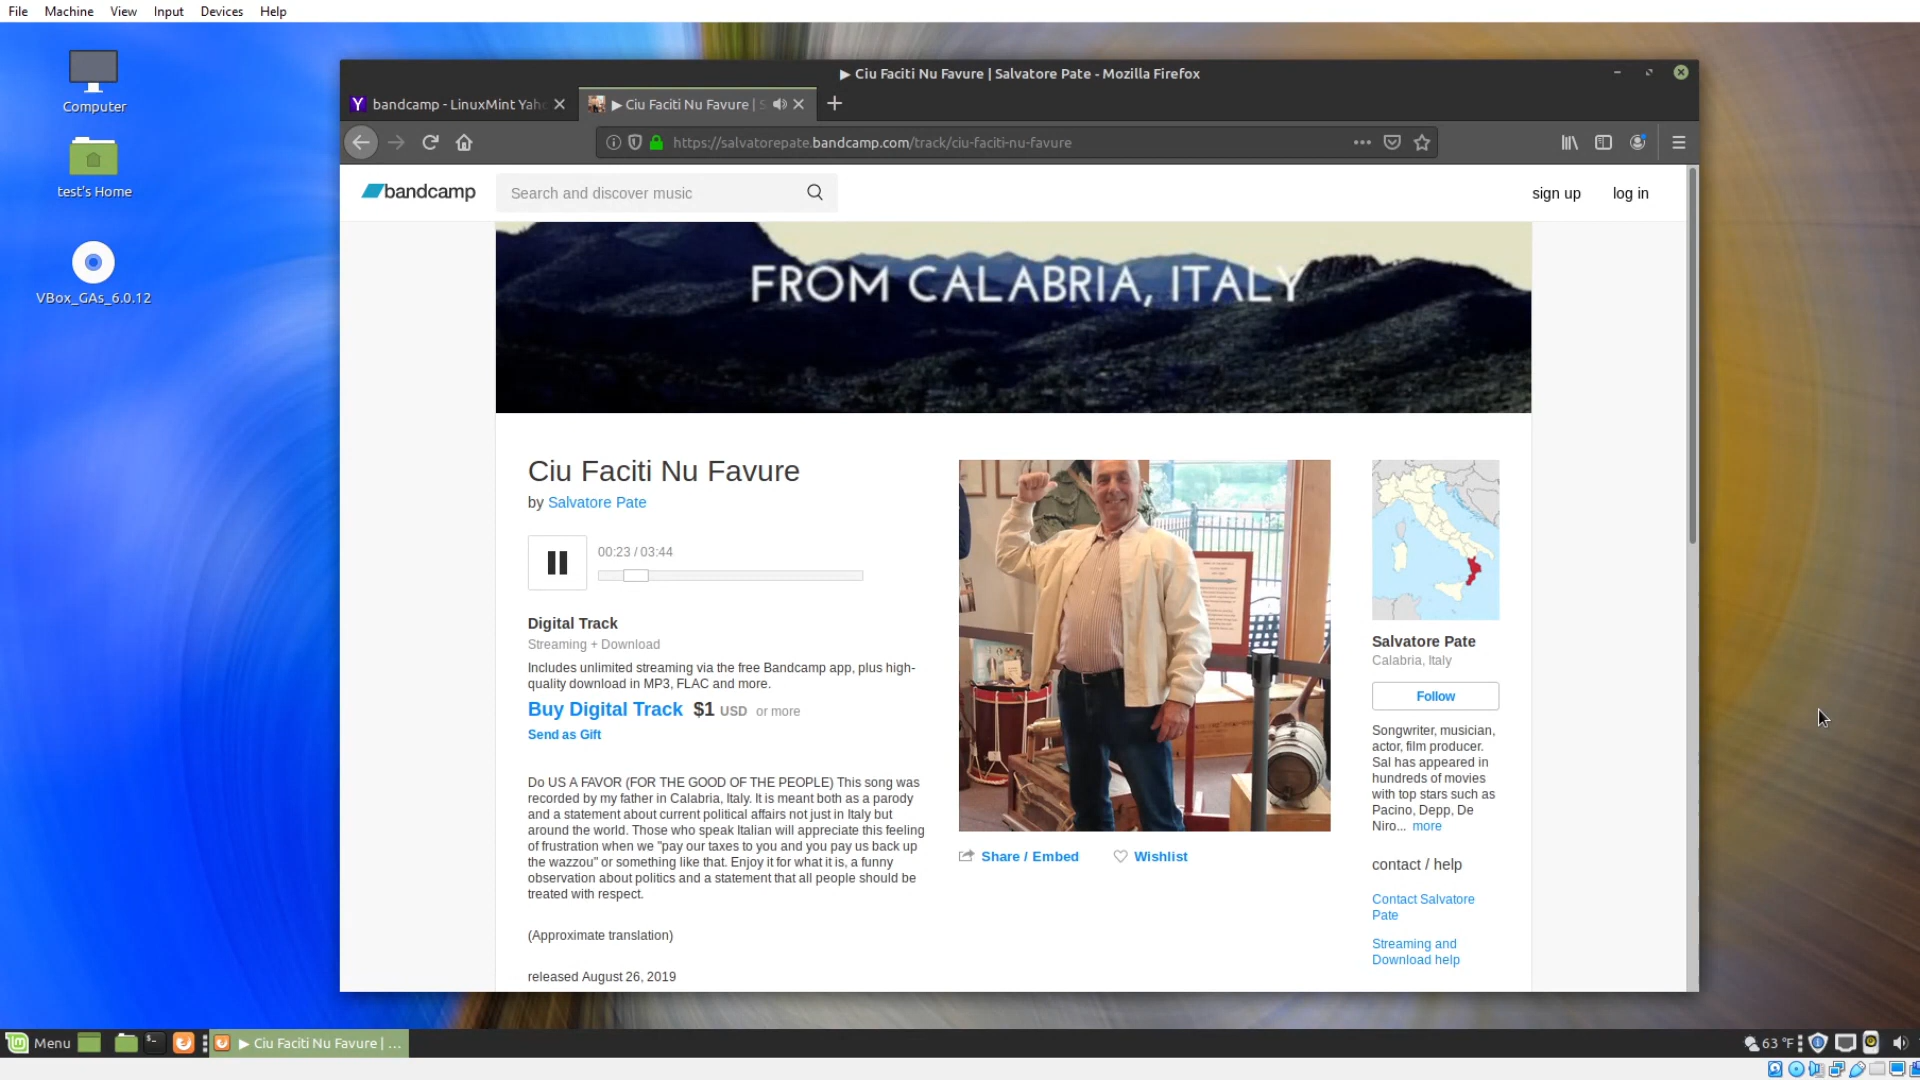 File Machine View Input Devices Help
Computer
test's Home
VBox_GAs_6.0.12
▶ Ciu Faciti Nu Favure | Salvatore Pate - Mozilla Firefox
bandcamp - LinuxMint Yah
▶ Ciu Faciti Nu Favure |
https://salvatorepate.bandcamp.com/track/ciu-faciti-nu-favure
bandcamp
Search and discover music
sign up log in
FROM CALABRIA, ITALY
Ciu Faciti Nu Favure
by Salvatore Pate
00:23 / 03:44
Digital Track
Streaming + Download
Includes unlimited streaming via the free Bandcamp app, plus high-
quality download in MP3, FLAC and more.
Buy Digital Track $1 USD or more
Send as Gift
Do US A FAVOR (FOR THE GOOD OF THE PEOPLE) This song was
recorded by my father in Calabria, Italy. It is meant both as a parody
and a statement about current political affairs not just in Italy but
around the world. Those who speak Italian will appreciate this feeling
of frustration when we "pay our taxes to you and you pay us back up
the wazzou" or something like that. Enjoy it for what it is, a funny
observation about politics and a statement that all people should be
treated with respect.
(Approximate translation)
released August 26, 2019
Share / Embed Wishlist
Salvatore Pate
Calabria, Italy
Follow
Songwriter, musician,
actor, film producer.
Sal has appeared in
hundreds of movies
with top stars such as
Pacino, Depp, De
Niro... more
contact / help
Contact Salvatore
Pate
Streaming and
Download help
Menu
▶ Ciu Faciti Nu Favure | ...
63 °F